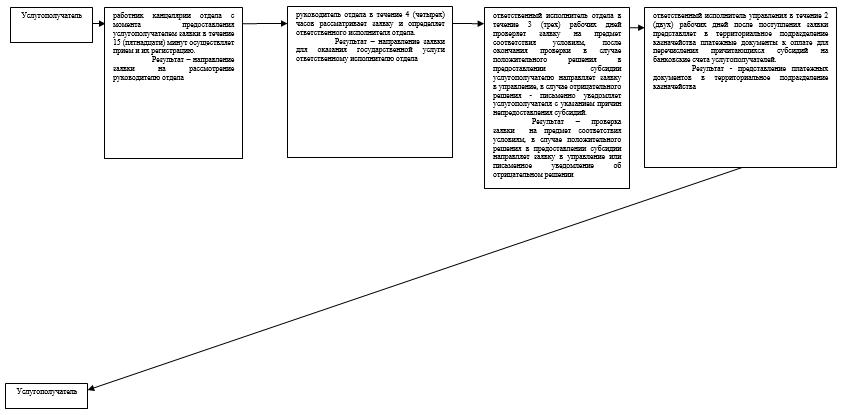 Услугополучатель
работник канцелярии отдела с
момента предоставления
услугополучателем заявки в течение
15 (пятнадцати) минут осуществляет
прием и их регистрацию.
Результат – направление
заявки на рассмотрение
руководителю отдела
руководитель отдела в течение 4 (четырех)
часов рассматривает заявку и определяет
ответственного исполнителя отдела.
Результат – направление заявки
для оказания государственной услуги
ответственному исполнителю отдела
ответственный исполнитель отдела в
течение 3 (трех) рабочих дней
проверяет заявку на предмет
соответствия условиям, после
окончания проверки в случае
положительного решения в
предоставлении субсидии
услугополучателю направляет заявку
в управление, в случае отрицательного
решения - письменно уведомляет
услугополучателя с указанием причин
непредоставления субсидий.
Результат – проверка
заявки на предмет соответствия
условиям, в случае положительного
решения в предоставлении субсидии
направляет заявку в управление или
письменное уведомление об
отрицательном решении
ответственный исполнитель управления в течение 2
(двух) рабочих дней после поступления заявки
представляет в территориальное подразделение
казначейства платежные документы к оплате для
перечисления причитающихся субсидий на
банковские счета услугополучателей.
Результат - представление платежных
документов в территориальное подразделение
казначейства
Услугополучатель